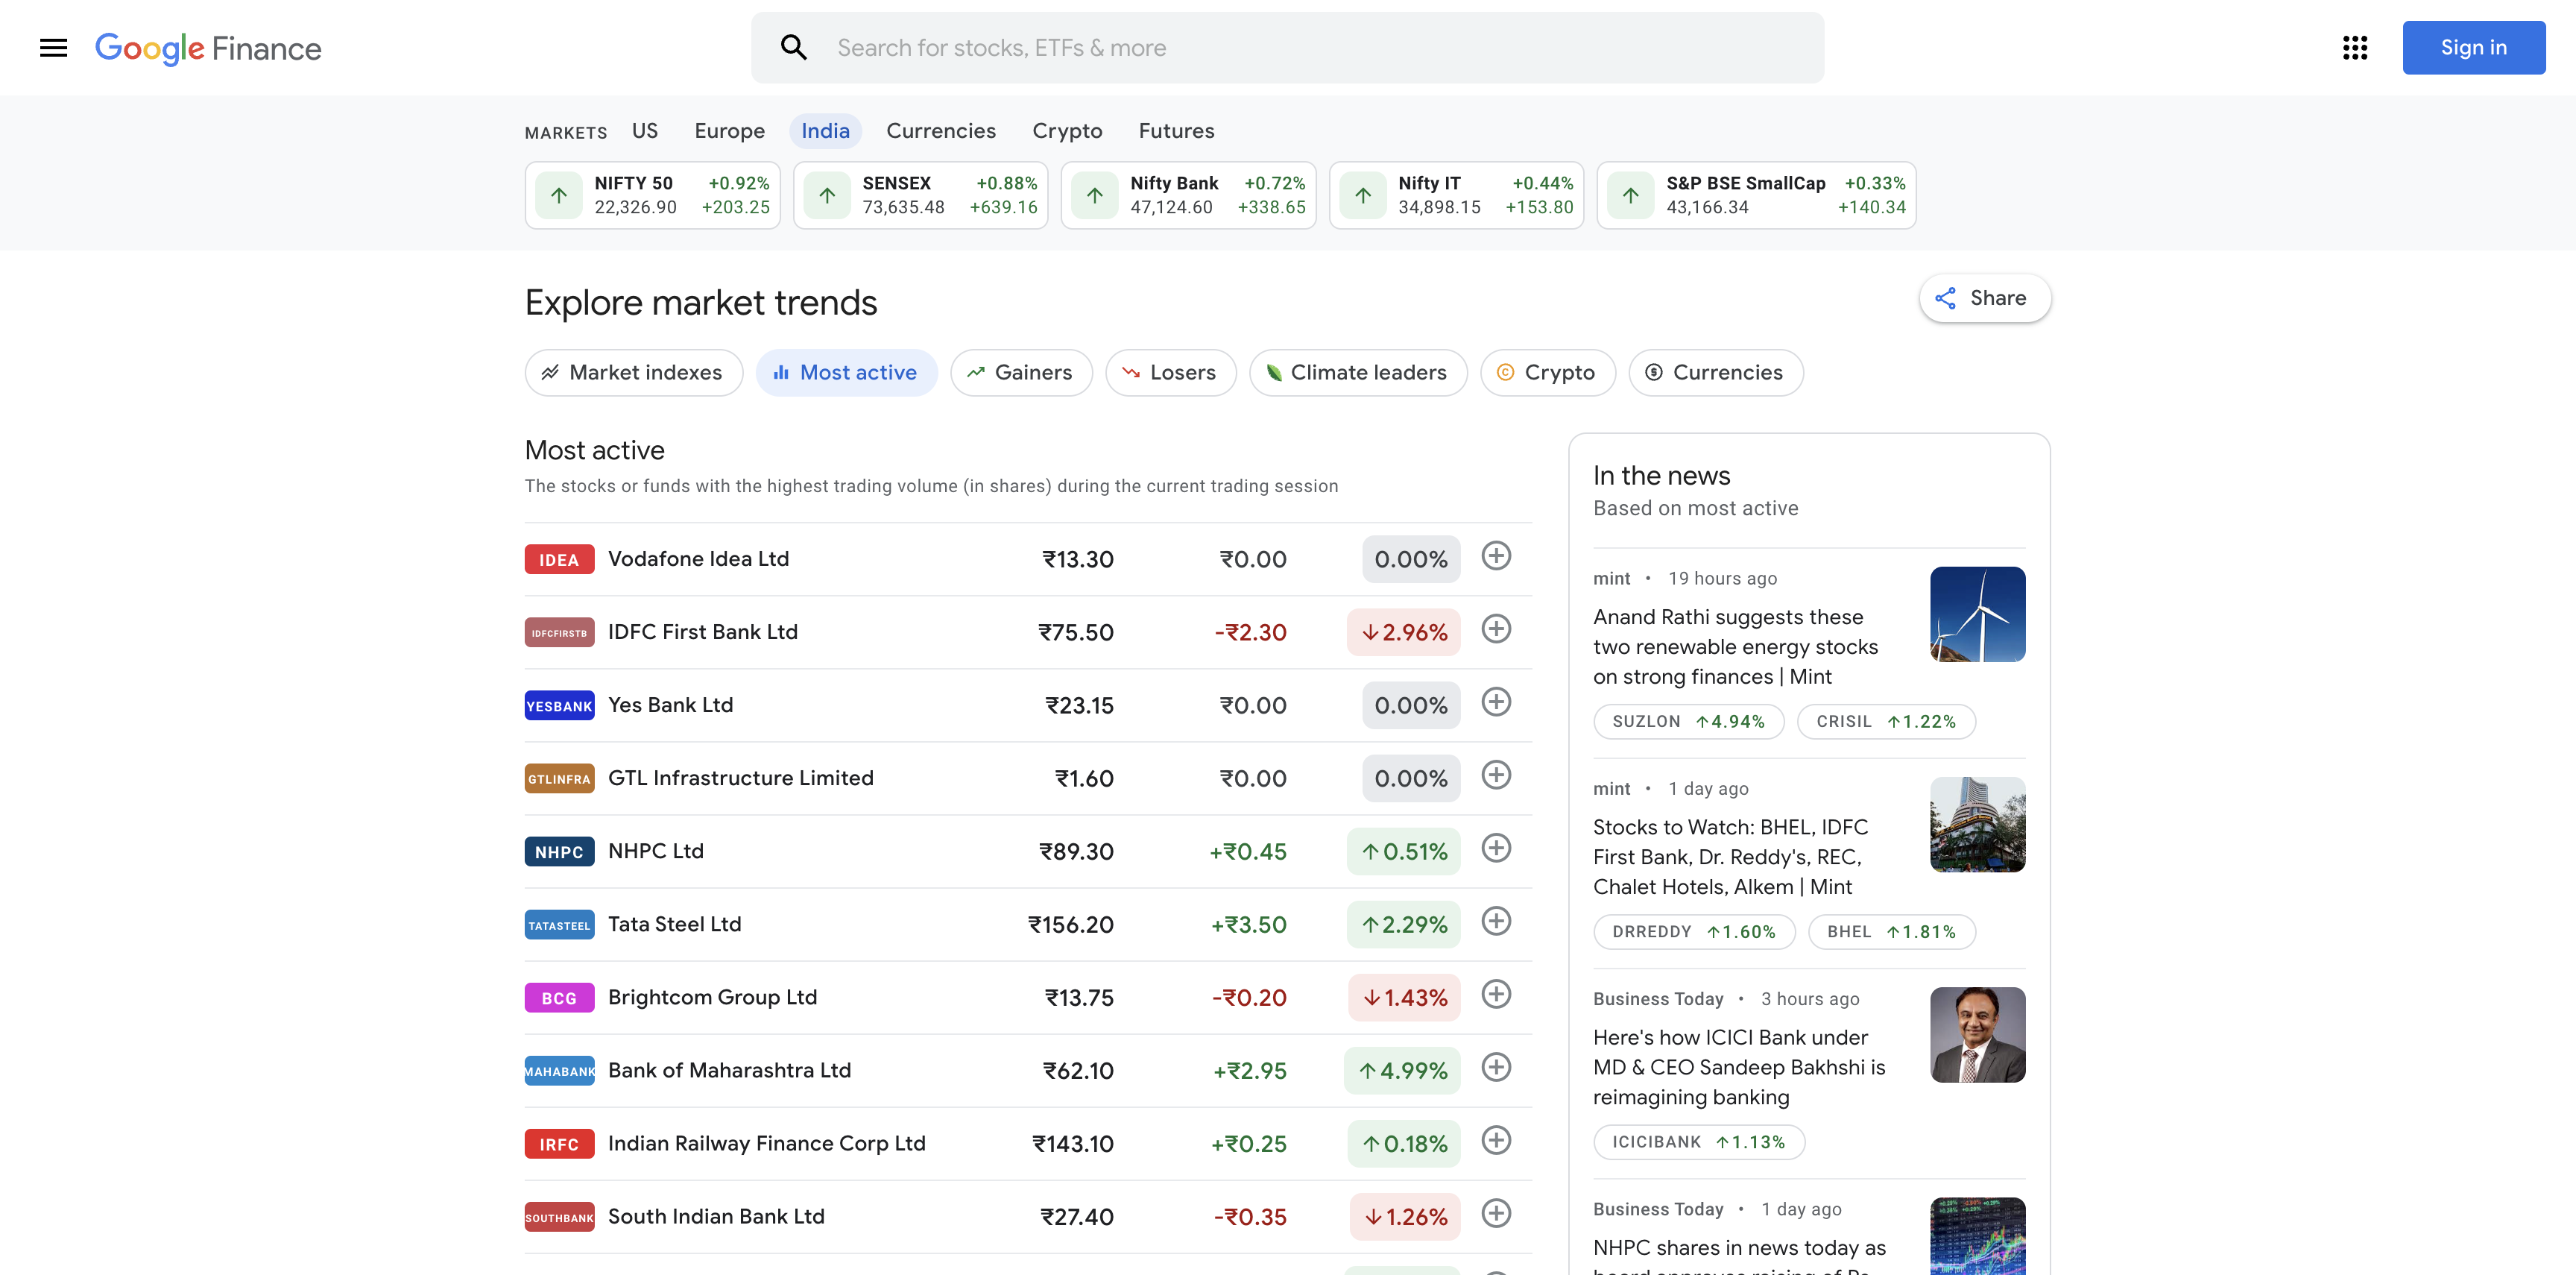 Google Finance
Search for stocks, ETFs & more
Sign in
MARKETS US Europe India Currencies Crypto Futures
NIFTY 50 +0.92%
22,326.90 +203.25
SENSEX +0.88%
73,635.48 +639.16
Nifty Bank +0.72%
47,124.60 +338.65
Nifty IT +0.44%
34,898.15 +153.80
S&P BSE SmallCap +0.33%
43,166.34 +140.34
Explore market trends
Share
Market indexes Most active Gainers Losers Climate leaders Crypto Currencies
Most active
The stocks or funds with the highest trading volume (in shares) during the current trading session
IDEA Vodafone Idea Ltd ₹13.30 ₹0.00 0.00%
IDFCFIRSTB IDFC First Bank Ltd ₹75.50 -₹2.30 ↓2.96%
YESBANK Yes Bank Ltd ₹23.15 ₹0.00 0.00%
GTLINFRA GTL Infrastructure Limited ₹1.60 ₹0.00 0.00%
NHPC NHPC Ltd ₹89.30 +₹0.45 ↑0.51%
TATASTEEL Tata Steel Ltd ₹156.20 +₹3.50 ↑2.29%
BCG Brightcom Group Ltd ₹13.75 -₹0.20 ↓1.43%
MAHABANK Bank of Maharashtra Ltd ₹62.10 +₹2.95 ↑4.99%
IRFC Indian Railway Finance Corp Ltd ₹143.10 +₹0.25 ↑0.18%
SOUTHBANK South Indian Bank Ltd ₹27.40 -₹0.35 ↓1.26%
In the news
Based on most active
mint • 19 hours ago
Anand Rathi suggests these
two renewable energy stocks
on strong finances | Mint
SUZLON ↑4.94% CRISIL ↑1.22%
mint • 1 day ago
Stocks to Watch: BHEL, IDFC
First Bank, Dr. Reddy's, REC,
Chalet Hotels, Alkem | Mint
DRREDDY ↑1.60% BHEL ↑1.81%
Business Today • 3 hours ago
Here's how ICICI Bank under
MD & CEO Sandeep Bakhshi is
reimagining banking
ICICIBANK ↑1.13%
Business Today • 1 day ago
NHPC shares in news today as